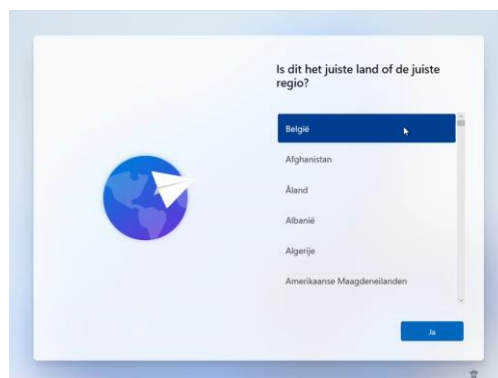 Is dit het juiste land of de juiste
regio?
België
Afghanistan
Åland
Albanië
Algerije
Amerikaanse Maagdeneilanden
Ja